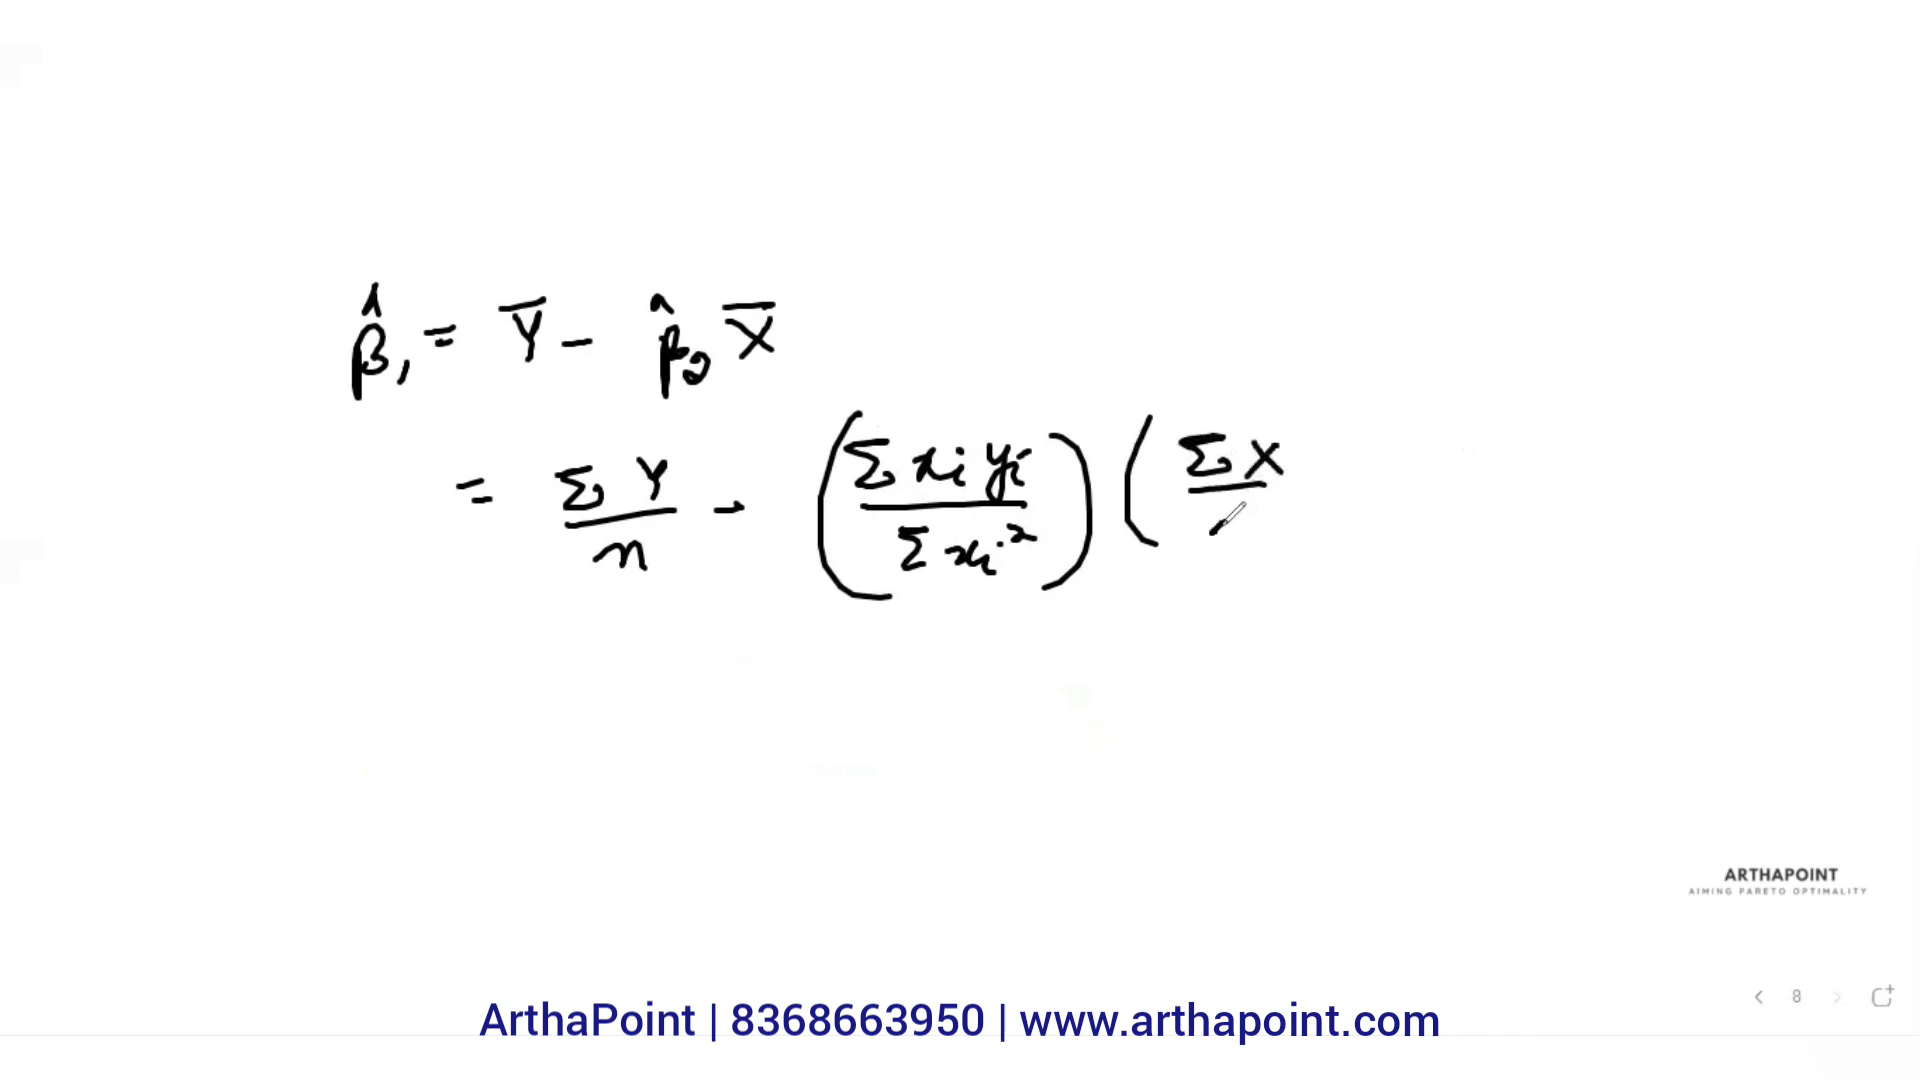 β̂₁ = Y̅ − β̂₂ X̅
= ΣY/n − (Σxᵢyᵢ/Σxᵢ²) (ΣX/
ARTHAPOINT
AIMING PARETO OPTIMALITY
8
ArthaPoint | 8368663950 | www.arthapoint.com